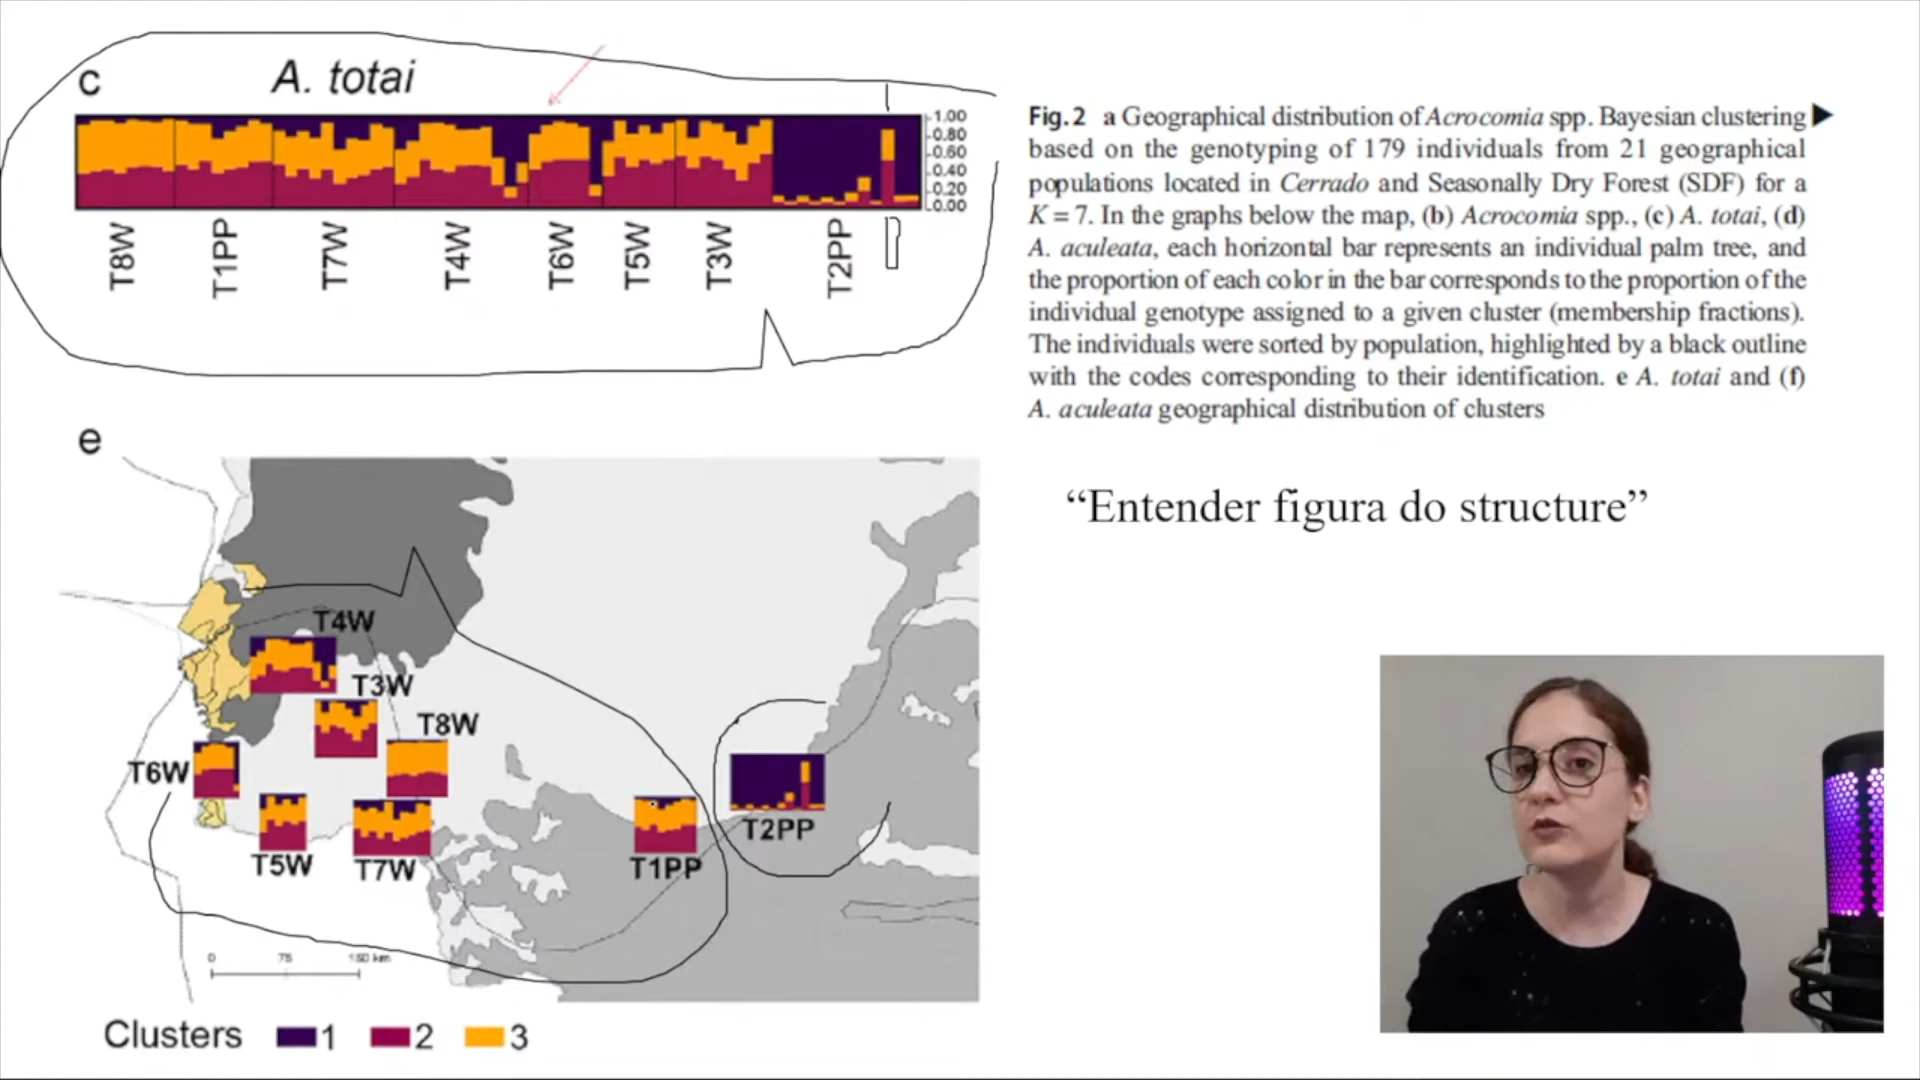 c
A. totai
1.00
0.80
0.60
0.40
0.20
0.00
T8W
T1PP
T7W
T4W
T6W
T5W
T3W
T2PP
Fig. 2 a Geographical distribution of Acrocomia spp. Bayesian clustering ▶
based on the genotyping of 179 individuals from 21 geographical
populations located in Cerrado and Seasonally Dry Forest (SDF) for a
K = 7. In the graphs below the map, (b) Acrocomia spp., (c) A. totai, (d)
A. aculeata, each horizontal bar represents an individual palm tree, and
the proportion of each color in the bar corresponds to the proportion of the
individual genotype assigned to a given cluster (membership fractions).
The individuals were sorted by population, highlighted by a black outline
with the codes corresponding to their identification. e A. totai and (f)
A. aculeata geographical distribution of clusters
“Entender figura do structure”
e
T4W
T3W
T8W
T6W
T5W
T7W
T1PP
T2PP
0 75 150 km
Clusters 1 2 3